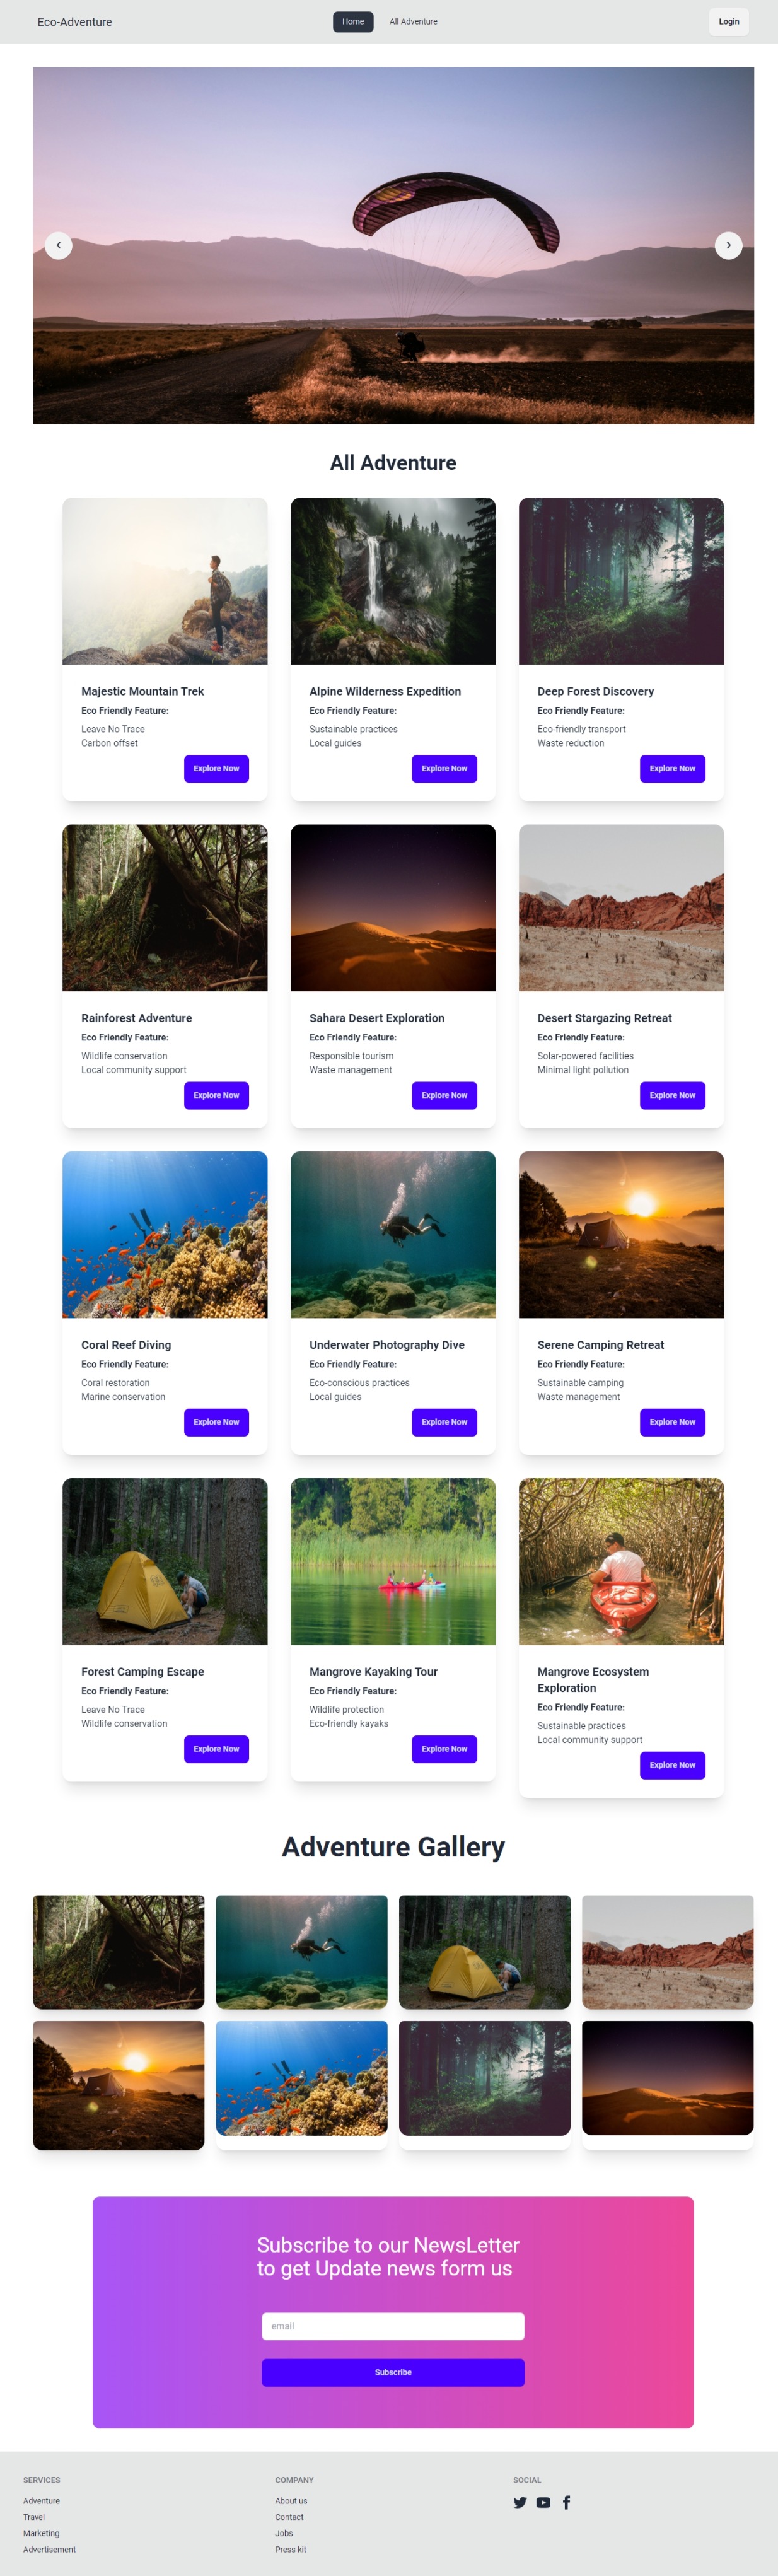 Eco-Adventure
Home
All Adventure
Login
‹
›
All Adventure
Majestic Mountain Trek
Eco Friendly Feature:
Leave No Trace
Carbon offset
Explore Now
Alpine Wilderness Expedition
Eco Friendly Feature:
Sustainable practices
Local guides
Explore Now
Deep Forest Discovery
Eco Friendly Feature:
Eco-friendly transport
Waste reduction
Explore Now
Rainforest Adventure
Eco Friendly Feature:
Wildlife conservation
Local community support
Explore Now
Sahara Desert Exploration
Eco Friendly Feature:
Responsible tourism
Waste management
Explore Now
Desert Stargazing Retreat
Eco Friendly Feature:
Solar-powered facilities
Minimal light pollution
Explore Now
Coral Reef Diving
Eco Friendly Feature:
Coral restoration
Marine conservation
Explore Now
Underwater Photography Dive
Eco Friendly Feature:
Eco-conscious practices
Local guides
Explore Now
Serene Camping Retreat
Eco Friendly Feature:
Sustainable camping
Waste management
Explore Now
Forest Camping Escape
Eco Friendly Feature:
Leave No Trace
Wildlife conservation
Explore Now
Mangrove Kayaking Tour
Eco Friendly Feature:
Wildlife protection
Eco-friendly kayaks
Explore Now
Mangrove Ecosystem
Exploration
Eco Friendly Feature:
Sustainable practices
Local community support
Explore Now
Adventure Gallery
Subscribe to our NewsLetter
to get Update news form us
email
Subscribe
SERVICES
Adventure
Travel
Marketing
Advertisement
COMPANY
About us
Contact
Jobs
Press kit
SOCIAL